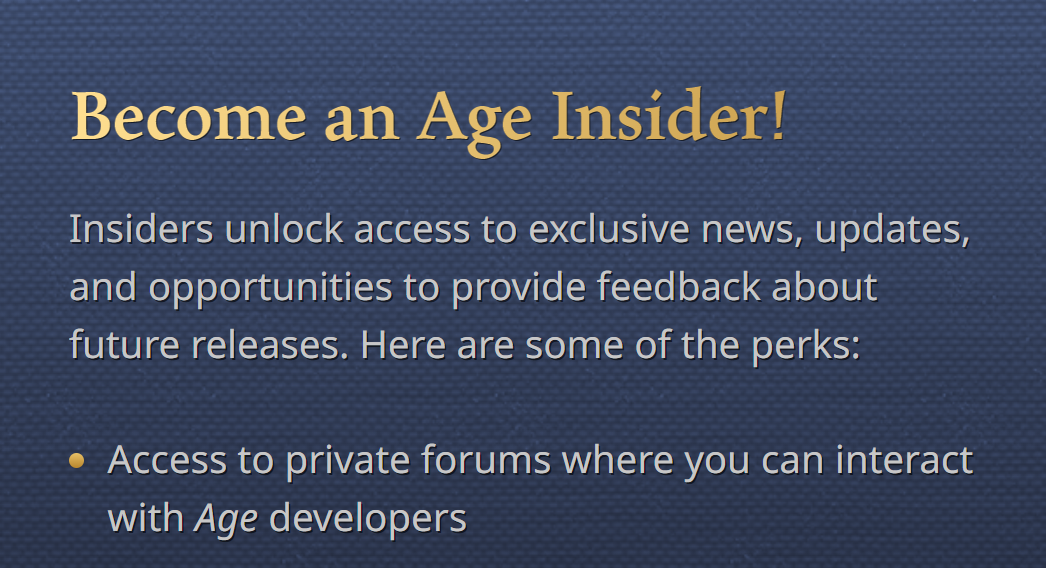 Become an Age Insider!
Insiders unlock access to exclusive news, updates,
and opportunities to provide feedback about
future releases. Here are some of the perks:
• Access to private forums where you can interact
with Age developers